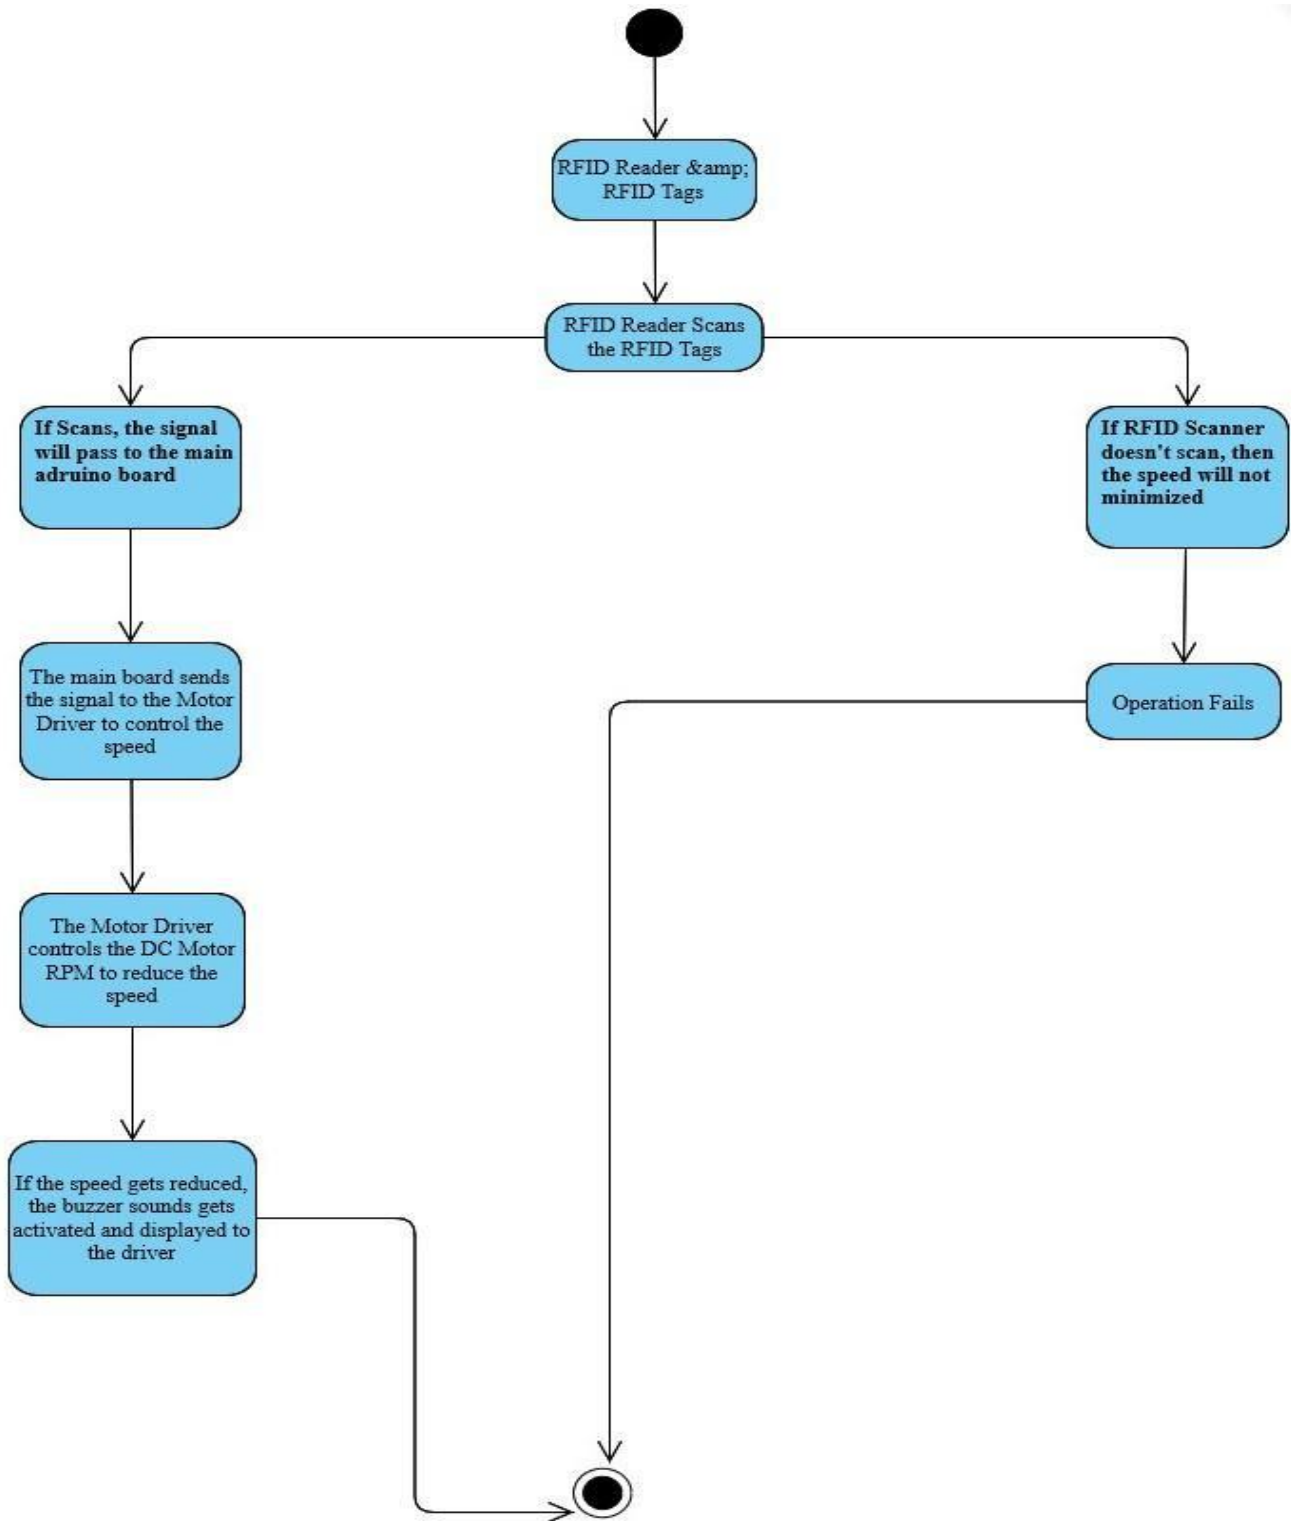 RFID Reader &amp;
RFID Tags
RFID Reader Scans
the RFID Tags
If Scans, the signal
will pass to the main
adruino board
If RFID Scanner
doesn't scan, then
the speed will not
minimized
The main board sends
the signal to the Motor
Driver to control the
speed
Operation Fails
The Motor Driver
controls the DC Motor
RPM to reduce the
speed
If the speed gets reduced,
the buzzer sounds gets
activated and displayed to
the driver